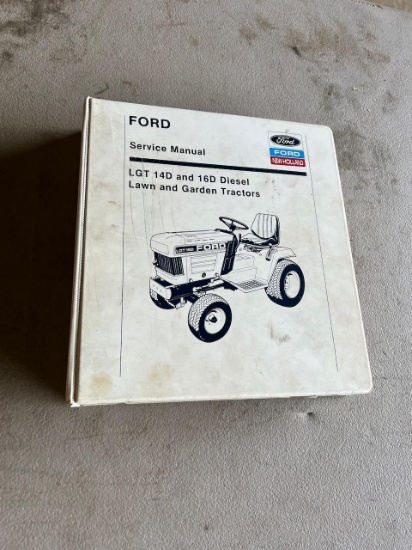 FORD
Service Manual
LGT 14D and 16D Diesel
Lawn and Garden Tractors
Ford
FORD
NEW HOLLAND
FORD